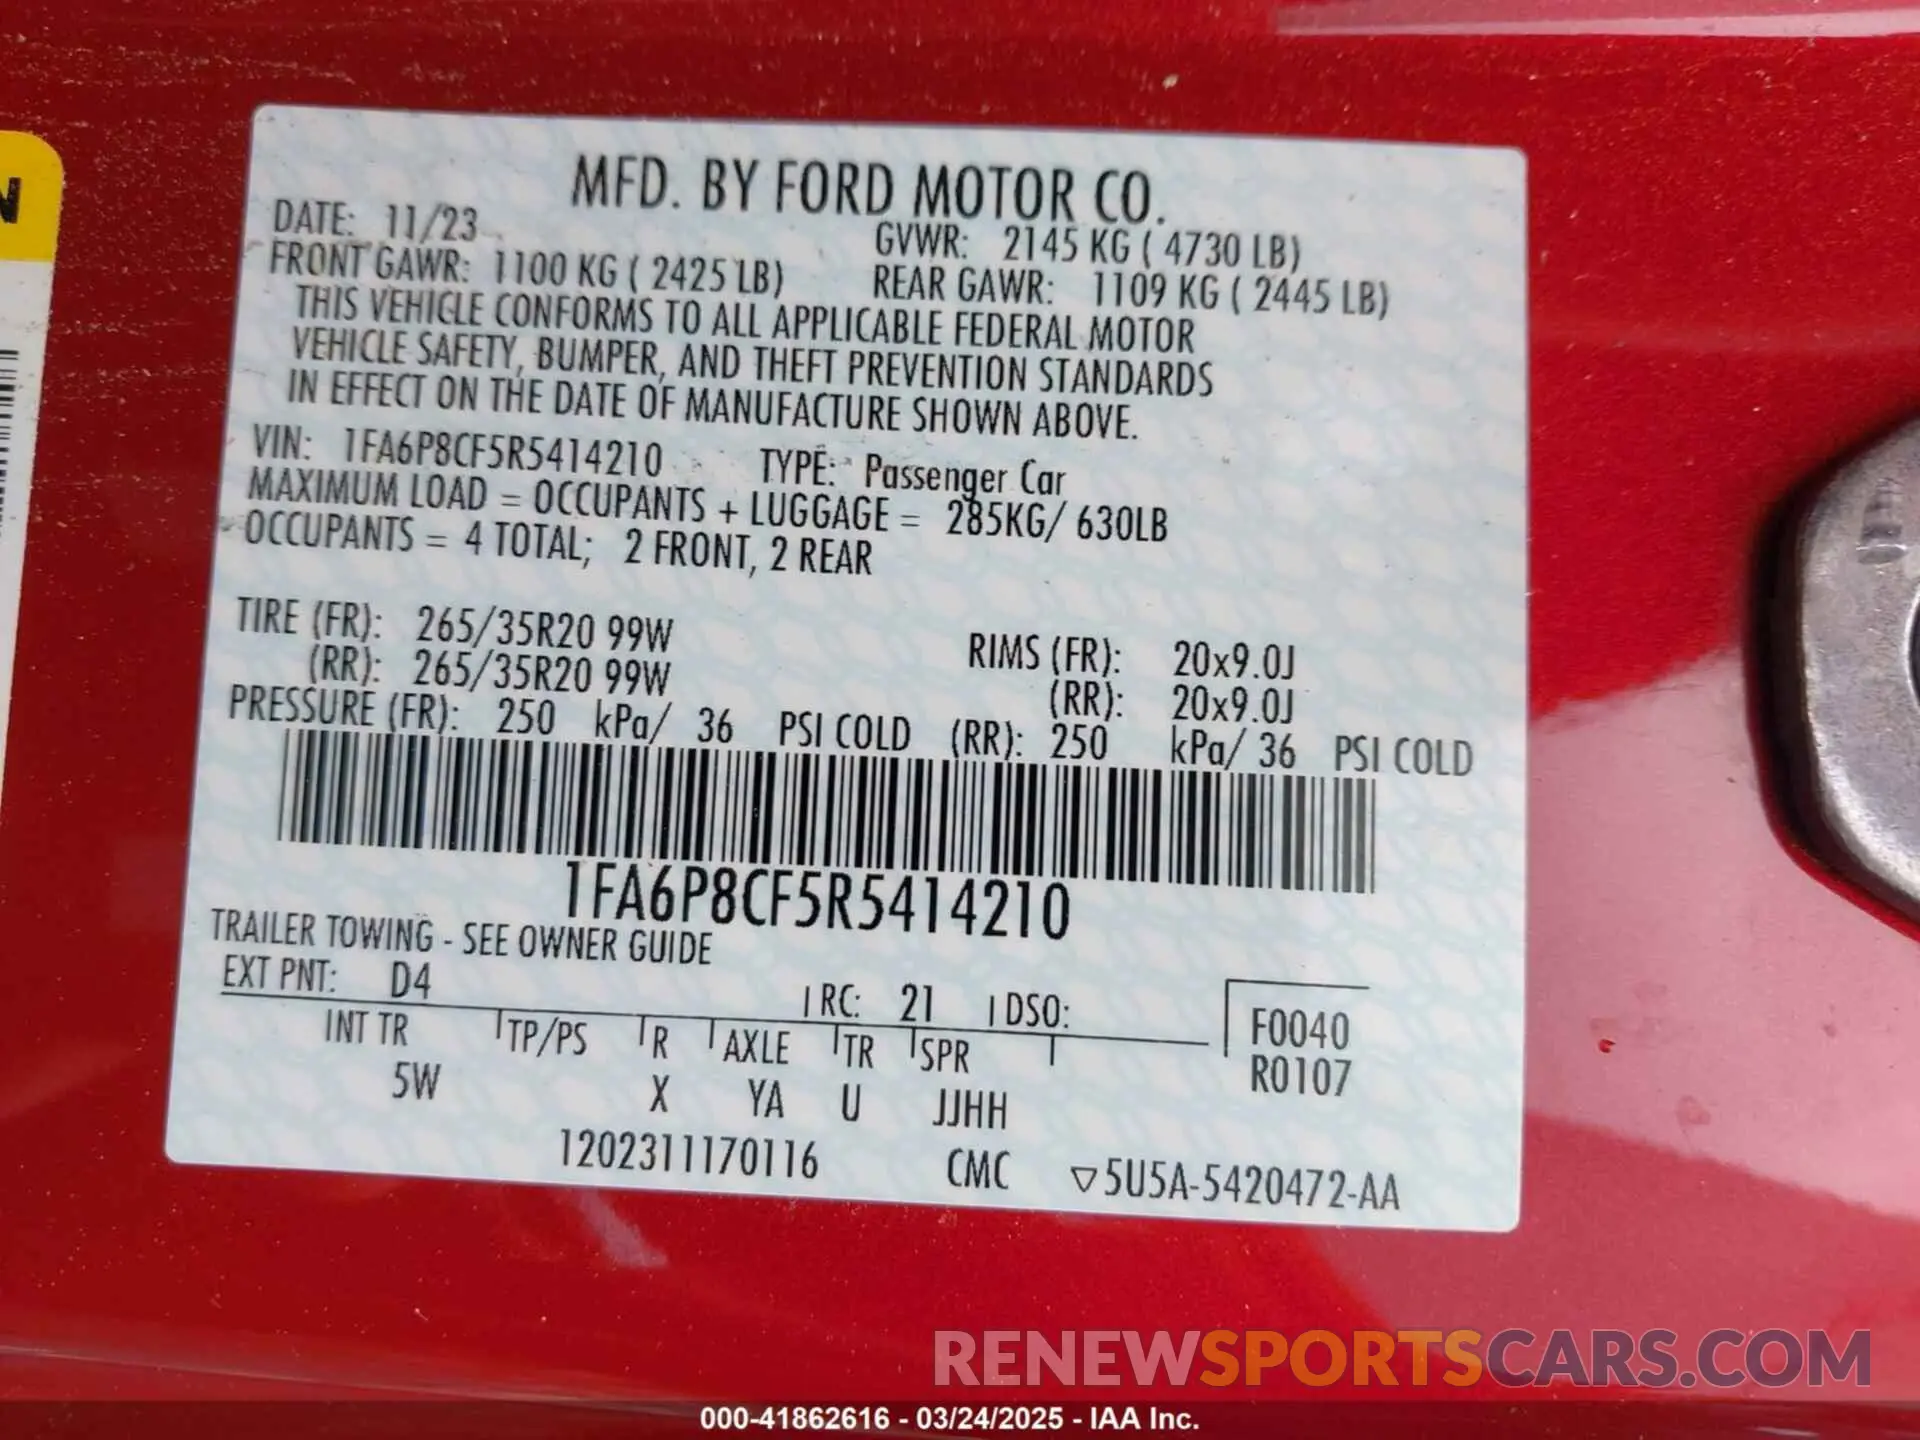 N
MFD. BY FORD MOTOR CO.
DATE: 11/23 GVWR: 2145 KG ( 4730 LB)
FRONT GAWR: 1100 KG ( 2425 LB) REAR GAWR: 1109 KG ( 2445 LB)
THIS VEHICLE CONFORMS TO ALL APPLICABLE FEDERAL MOTOR
VEHICLE SAFETY, BUMPER, AND THEFT PREVENTION STANDARDS
IN EFFECT ON THE DATE OF MANUFACTURE SHOWN ABOVE.
VIN: 1FA6P8CF5R5414210 TYPE: Passenger Car
MAXIMUM LOAD = OCCUPANTS + LUGGAGE = 285KG/ 630LB
OCCUPANTS = 4 TOTAL; 2 FRONT, 2 REAR
TIRE (FR): 265/35R20 99W RIMS (FR): 20x9.0J
(RR): 265/35R20 99W (RR): 20x9.0J
PRESSURE (FR): 250 kPa/ 36 PSI COLD (RR): 250 kPa/ 36 PSI COLD
1FA6P8CF5R5414210
TRAILER TOWING - SEE OWNER GUIDE
EXT PNT: D4 RC: 21 DSO: F0040
INT TR TP/PS R AXLE TR SPR R0107
5W X YA U JJHH
1202311170116 CMC ▽5U5A-5420472-AA
RENEWSPORTSCARS.COM
000-41862616 - 03/24/2025 - IAA Inc.